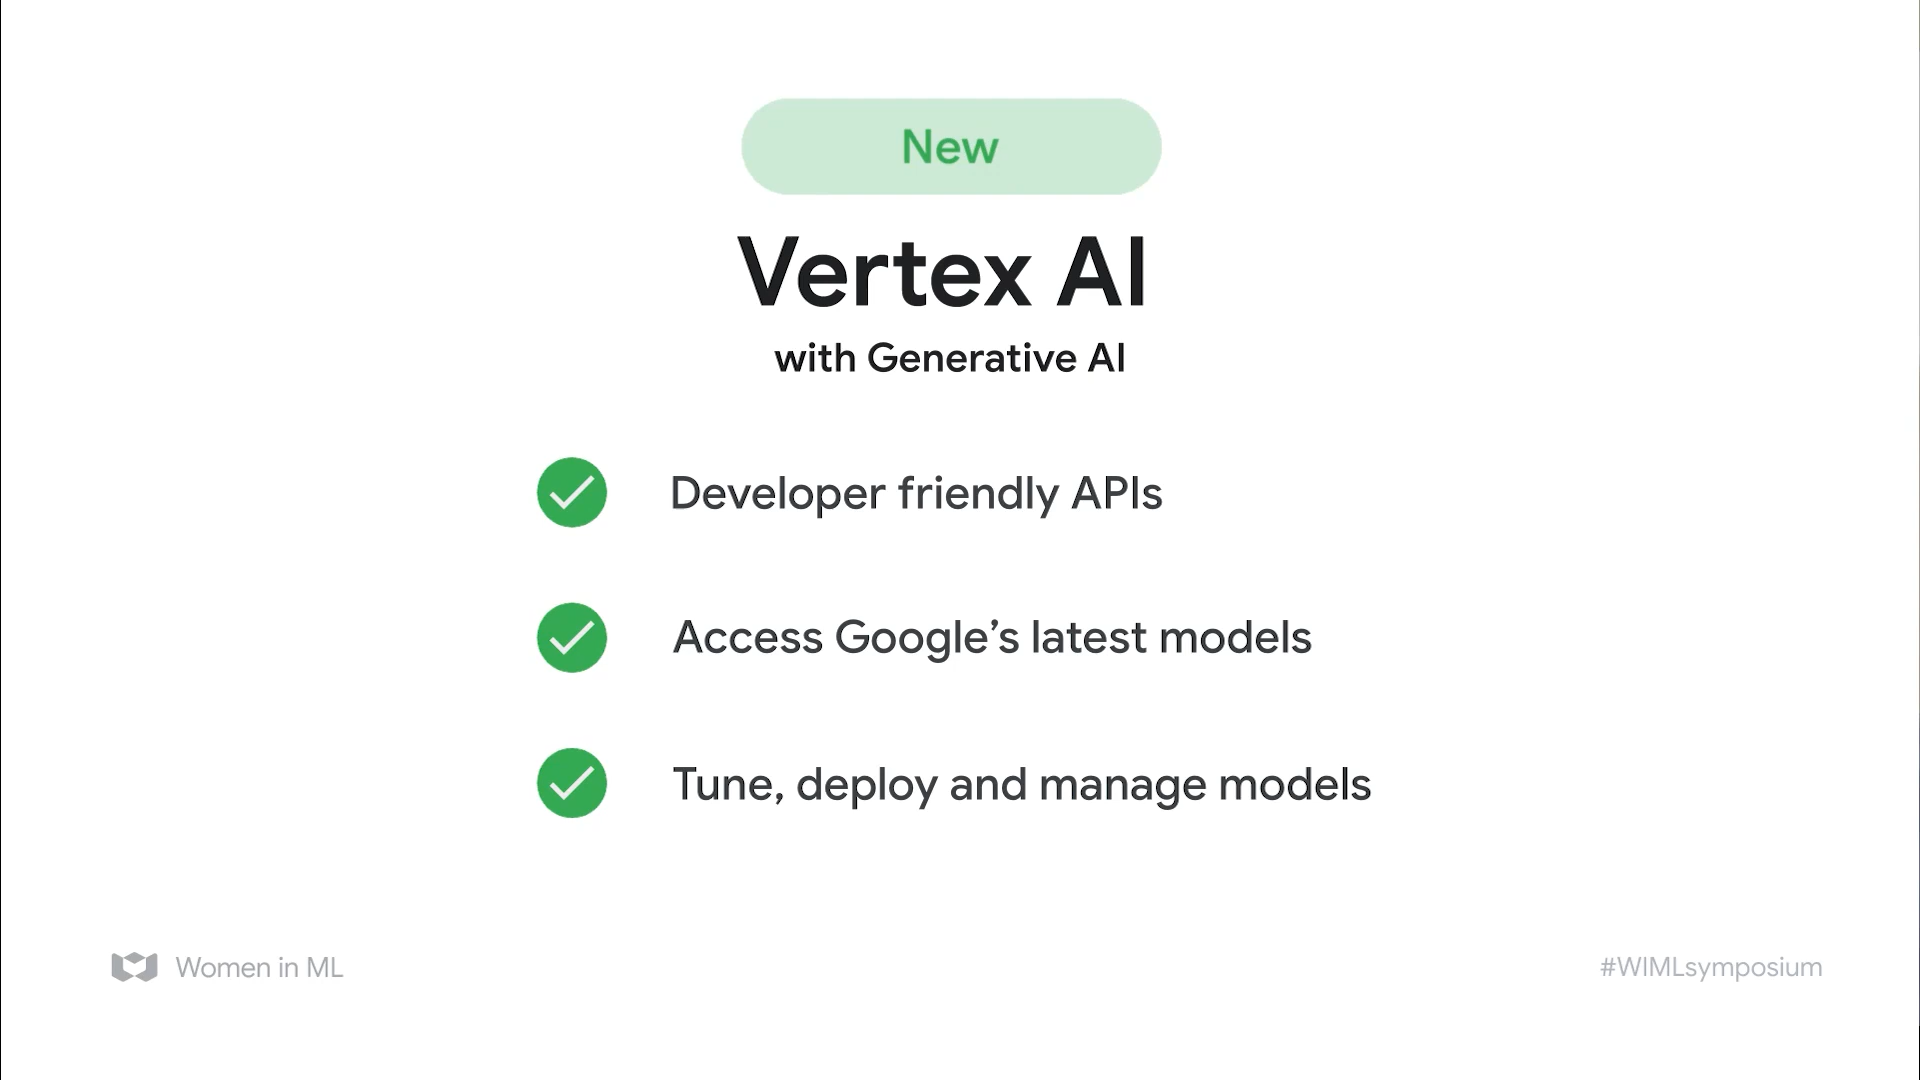 New
Vertex AI
with Generative AI
Developer friendly APIs
Access Google’s latest models
Tune, deploy and manage models
Women in ML
#WIMLsymposium